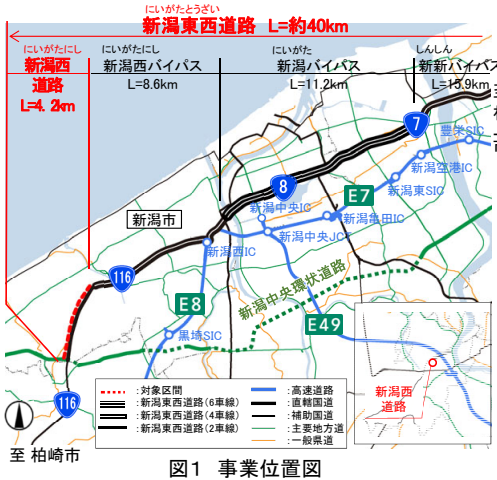 にいがたとうざい
新潟東西道路 L=約40km
にいがたにし
新潟西
道路
L=4.2km
にいがたにし
新潟西バイパス
L=8.6km
にいがた
新潟バイパス
L=11.2km
しんしん
新新バイパス
L=15.9km
至
7
豊栄SIC
新潟空港IC
新潟東SIC
8
E7
新潟中央IC
新潟亀田IC
新潟市
新潟中央JCT
新潟西IC
116
新潟中央環状道路
E8
E49
黒埼SIC
116
至 柏崎市
:対象区間
:新潟東西道路(6車線)
:新潟東西道路(4車線)
:新潟東西道路(2車線)
:高速道路
:直轄国道
:補助国道
:主要地方道
:一般県道
新潟西
道路
図1 事業位置図